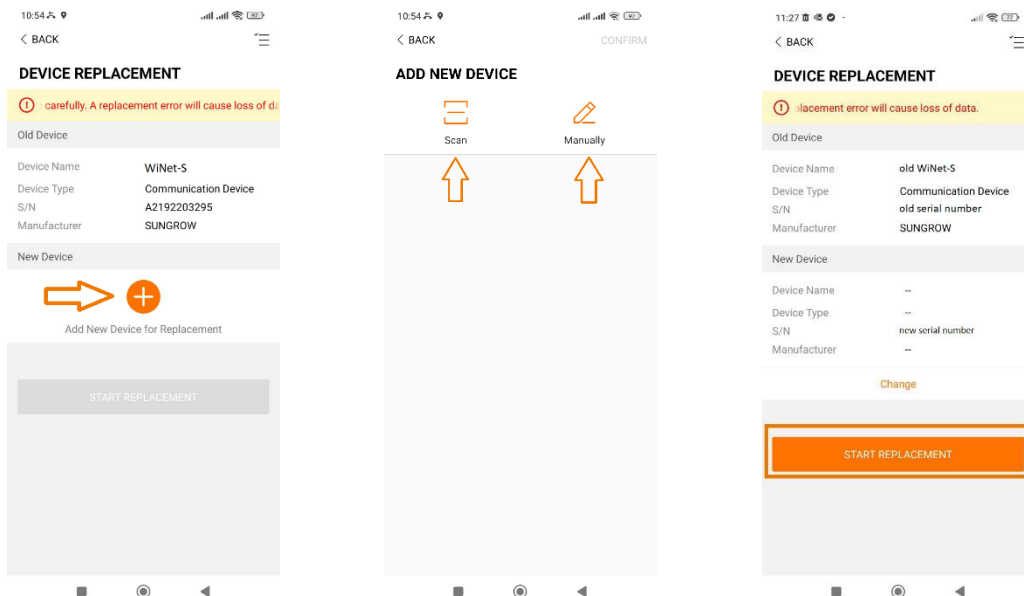 10:54
92
BACK
DEVICE REPLACEMENT
carefully. A replacement error will cause loss of da
Old Device
Device Name WiNet-S
Device Type Communication Device
S/N A2192203295
Manufacturer SUNGROW
New Device
Add New Device for Replacement
START REPLACEMENT
10:54
BACK CONFIRM
ADD NEW DEVICE
Scan Manually
11:27
77
BACK
DEVICE REPLACEMENT
placement error will cause loss of data.
Old Device
Device Name old WiNet-S
Device Type Communication Device
S/N old serial number
Manufacturer SUNGROW
New Device
Device Name --
Device Type --
S/N new serial number
Manufacturer --
Change
START REPLACEMENT